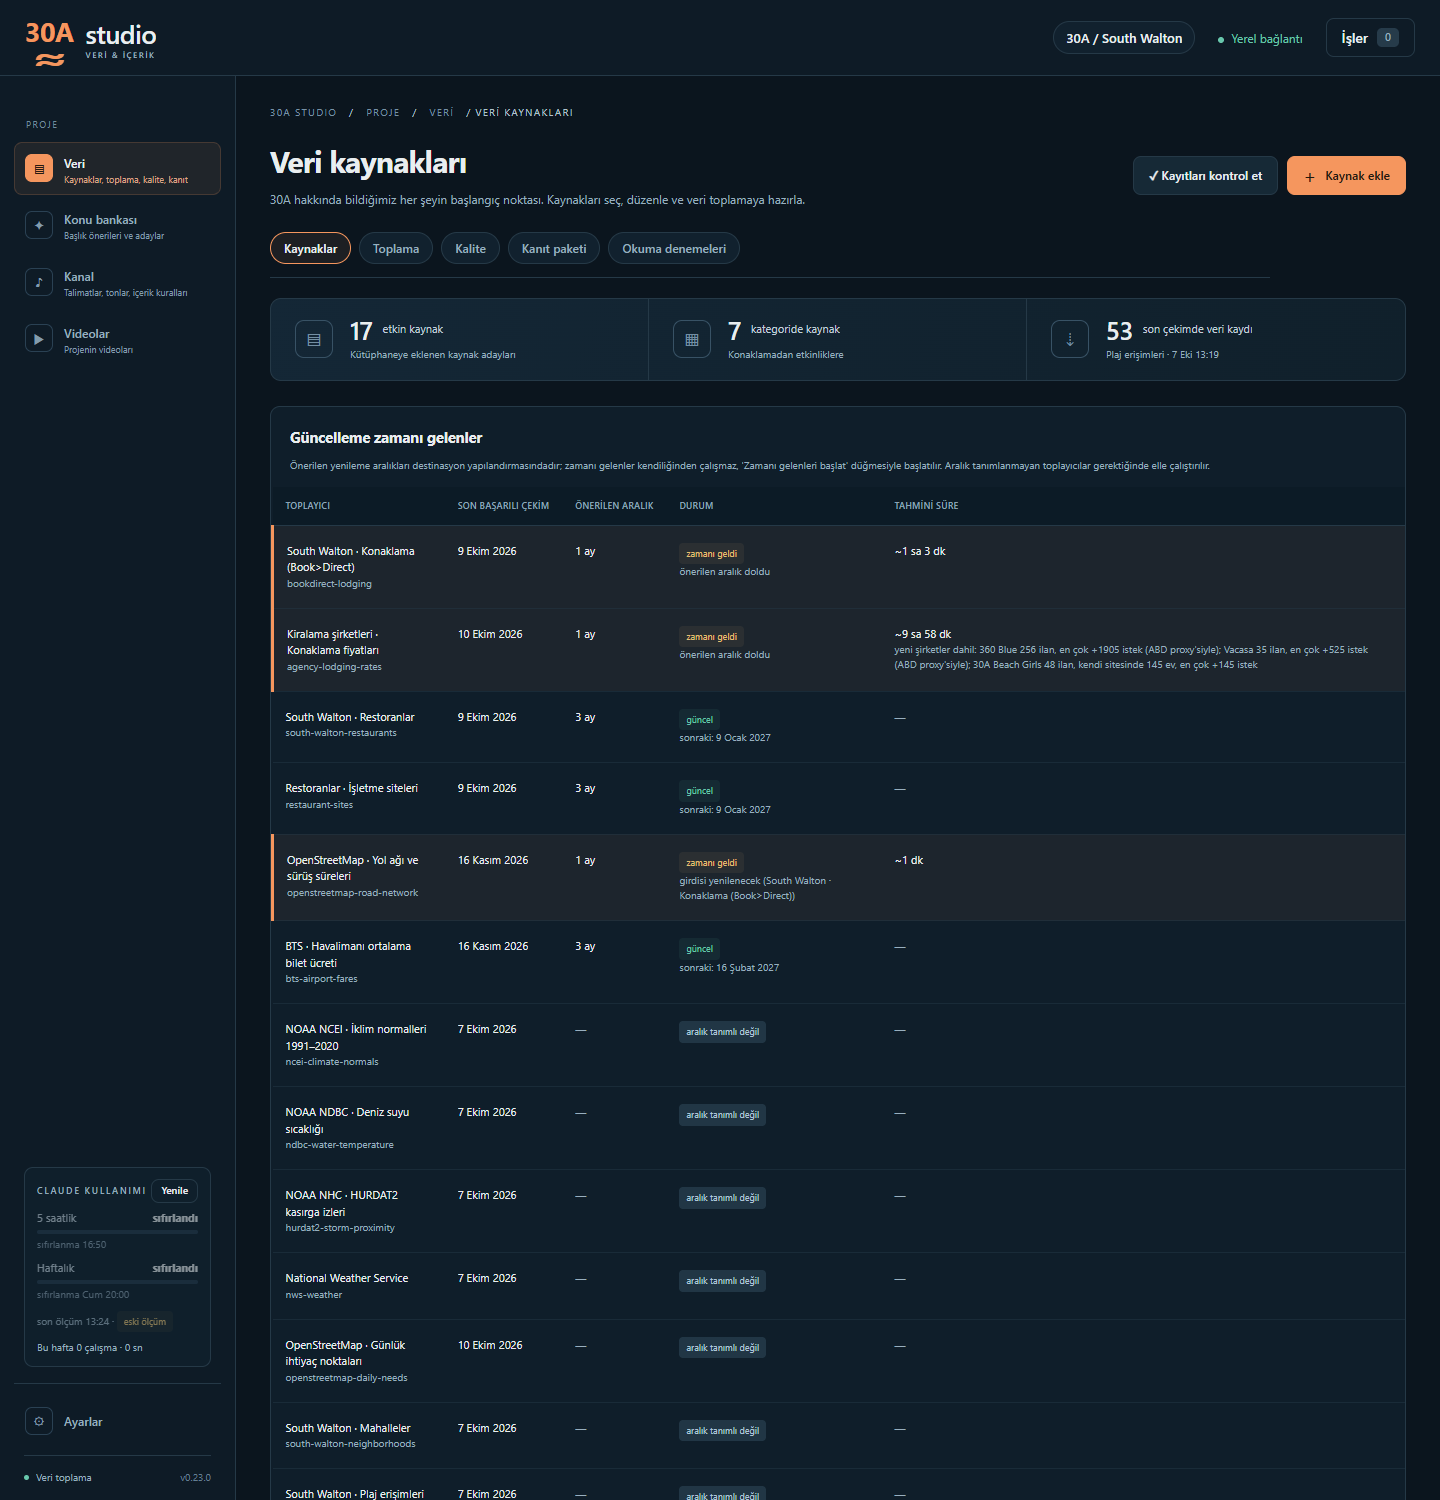 30A studio
VERİ & İÇERİK
30A / South Walton
Yerel bağlantı
İşler 0
PROJE
Veri
Kaynaklar, toplama, kalite, kanıt
Konu bankası
Başlık önerileri ve adaylar
Kanal
Talimatlar, tonlar, içerik kuralları
Videolar
Projenin videoları
CLAUDE KULLANIMI Yenile
5 saatlik sıfırlandı
sıfırlanma 16:50
Haftalık sıfırlandı
sıfırlanma Cum 20:00
son ölçüm 13:24 · eski ölçüm
Bu hafta 0 çalışma · 0 sn
Ayarlar
Veri toplama v0.23.0
30A STUDIO / PROJE / VERİ / VERİ KAYNAKLARI
Veri kaynakları
30A hakkında bildiğimiz her şeyin başlangıç noktası. Kaynakları seç, düzenle ve veri toplamaya hazırla.
✓ Kayıtları kontrol et
+ Kaynak ekle
Kaynaklar Toplama Kalite Kanıt paketi Okuma denemeleri
17 etkin kaynak
Kütüphaneye eklenen kaynak adayları
7 kategoride kaynak
Konaklamadan etkinliklere
53 son çekimde veri kaydı
Plaj erişimleri · 7 Eki 13:19
Güncelleme zamanı gelenler
Önerilen yenileme aralıkları destinasyon yapılandırmasındadır; zamanı gelenler kendiliğinden çalışmaz, 'Zamanı gelenleri başlat' düğmesiyle başlatılır. Aralık tanımlanmayan toplayıcılar gerektiğinde elle çalıştırılır.
TOPLAYICI SON BAŞARILI ÇEKİM ÖNERİLEN ARALIK DURUM TAHMİNİ SÜRE
South Walton · Konaklama 9 Ekim 2026 1 ay zamanı geldi ~1 sa 3 dk
(Book>Direct) önerilen aralık doldu
bookdirect-lodging
Kiralama şirketleri · 10 Ekim 2026 1 ay zamanı geldi ~9 sa 58 dk
Konaklama fiyatları önerilen aralık doldu yeni şirketler dahil: 360 Blue 256 ilan, en çok +1905 istek (ABD proxy'siyle); Vacasa 35 ilan, en çok +525 istek
agency-lodging-rates (ABD proxy'siyle); 30A Beach Girls 48 ilan, kendi sitesinde 145 ev, en çok +145 istek
South Walton · Restoranlar 9 Ekim 2026 3 ay güncel —
south-walton-restaurants sonraki: 9 Ocak 2027
Restoranlar · İşletme siteleri 9 Ekim 2026 3 ay güncel —
restaurant-sites sonraki: 9 Ocak 2027
OpenStreetMap · Yol ağı ve 16 Kasım 2026 1 ay zamanı geldi ~1 dk
sürüş süreleri girdisi yenilenecek (South Walton ·
openstreetmap-road-network Konaklama (Book>Direct))
BTS · Havalimanı ortalama 16 Kasım 2026 3 ay güncel —
bilet ücreti sonraki: 16 Şubat 2027
bts-airport-fares
NOAA NCEI · İklim normalleri 7 Ekim 2026 — aralık tanımlı değil —
1991–2020
ncei-climate-normals
NOAA NDBC · Deniz suyu 7 Ekim 2026 — aralık tanımlı değil —
sıcaklığı
ndbc-water-temperature
NOAA NHC · HURDAT2 7 Ekim 2026 — aralık tanımlı değil —
kasırga izleri
hurdat2-storm-proximity
National Weather Service 7 Ekim 2026 — aralık tanımlı değil —
nws-weather
OpenStreetMap · Günlük 10 Ekim 2026 — aralık tanımlı değil —
ihtiyaç noktaları
openstreetmap-daily-needs
South Walton · Mahalleler 7 Ekim 2026 — aralık tanımlı değil —
south-walton-neighborhoods
South Walton · Plaj erişimleri 7 Ekim 2026 — aralık tanımlı değil —